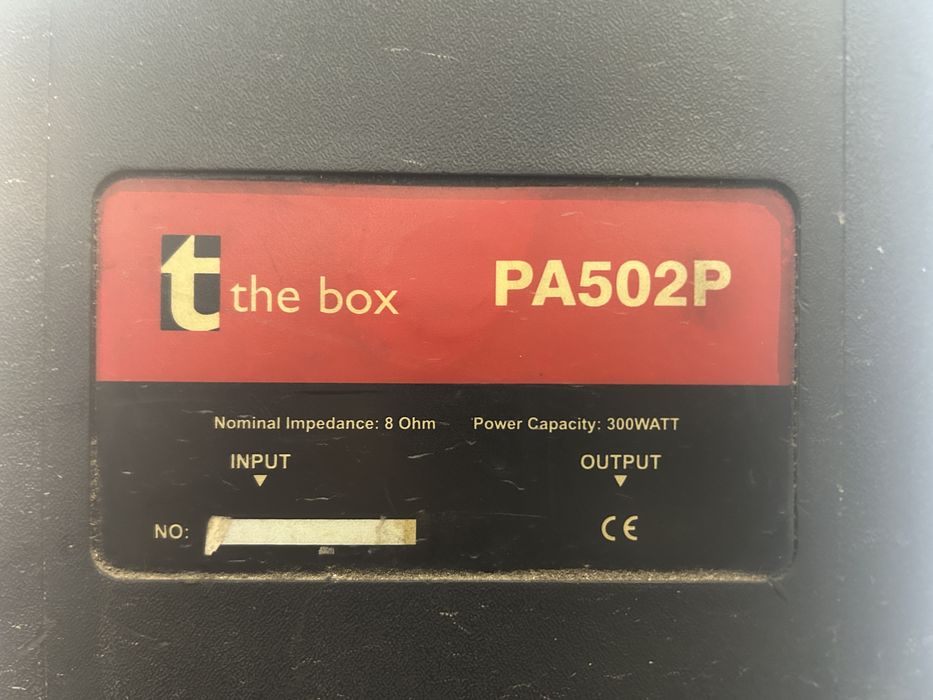 t the box
PA502P
Nominal Impedance: 8 Ohm Power Capacity: 300WATT
INPUT OUTPUT
NO: CE